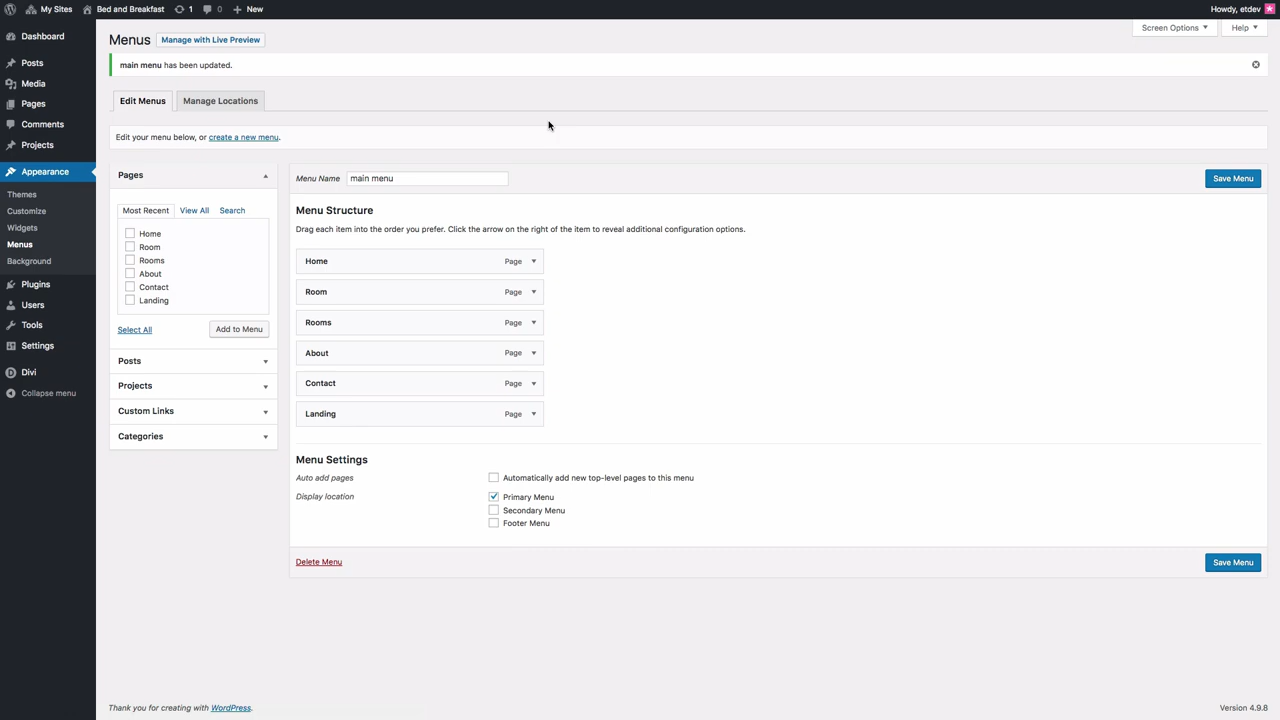 My Sites Bed and Breakfast 1 0 New Howdy, etdev
Dashboard
Posts
Media
Pages
Comments
Projects
Appearance
Themes
Customize
Widgets
Menus
Background
Plugins
Users
Tools
Settings
Divi
Collapse menu
Screen Options Help
Menus Manage with Live Preview
main menu has been updated.
Edit Menus Manage Locations
Edit your menu below, or create a new menu.
Pages
Most Recent View All Search
Home
Room
Rooms
About
Contact
Landing
Select All Add to Menu
Posts
Projects
Custom Links
Categories
Menu Name main menu Save Menu
Menu Structure
Drag each item into the order you prefer. Click the arrow on the right of the item to reveal additional configuration options.
Home Page
Room Page
Rooms Page
About Page
Contact Page
Landing Page
Menu Settings
Auto add pages Automatically add new top-level pages to this menu
Display location Primary Menu
Secondary Menu
Footer Menu
Delete Menu Save Menu
Thank you for creating with WordPress. Version 4.9.8